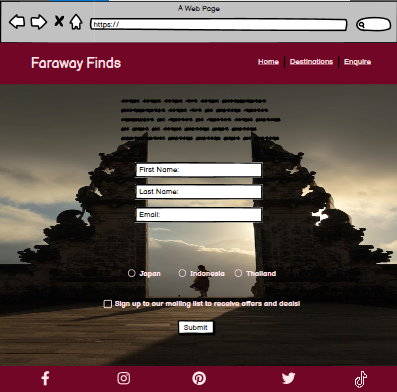 A Web Page
https://
Faraway Finds
Home Destinations Enquire
First Name:
Last Name:
Email:
Japan Indonesia Thailand
Sign up to our mailing list to receive offers and deals!
Submit